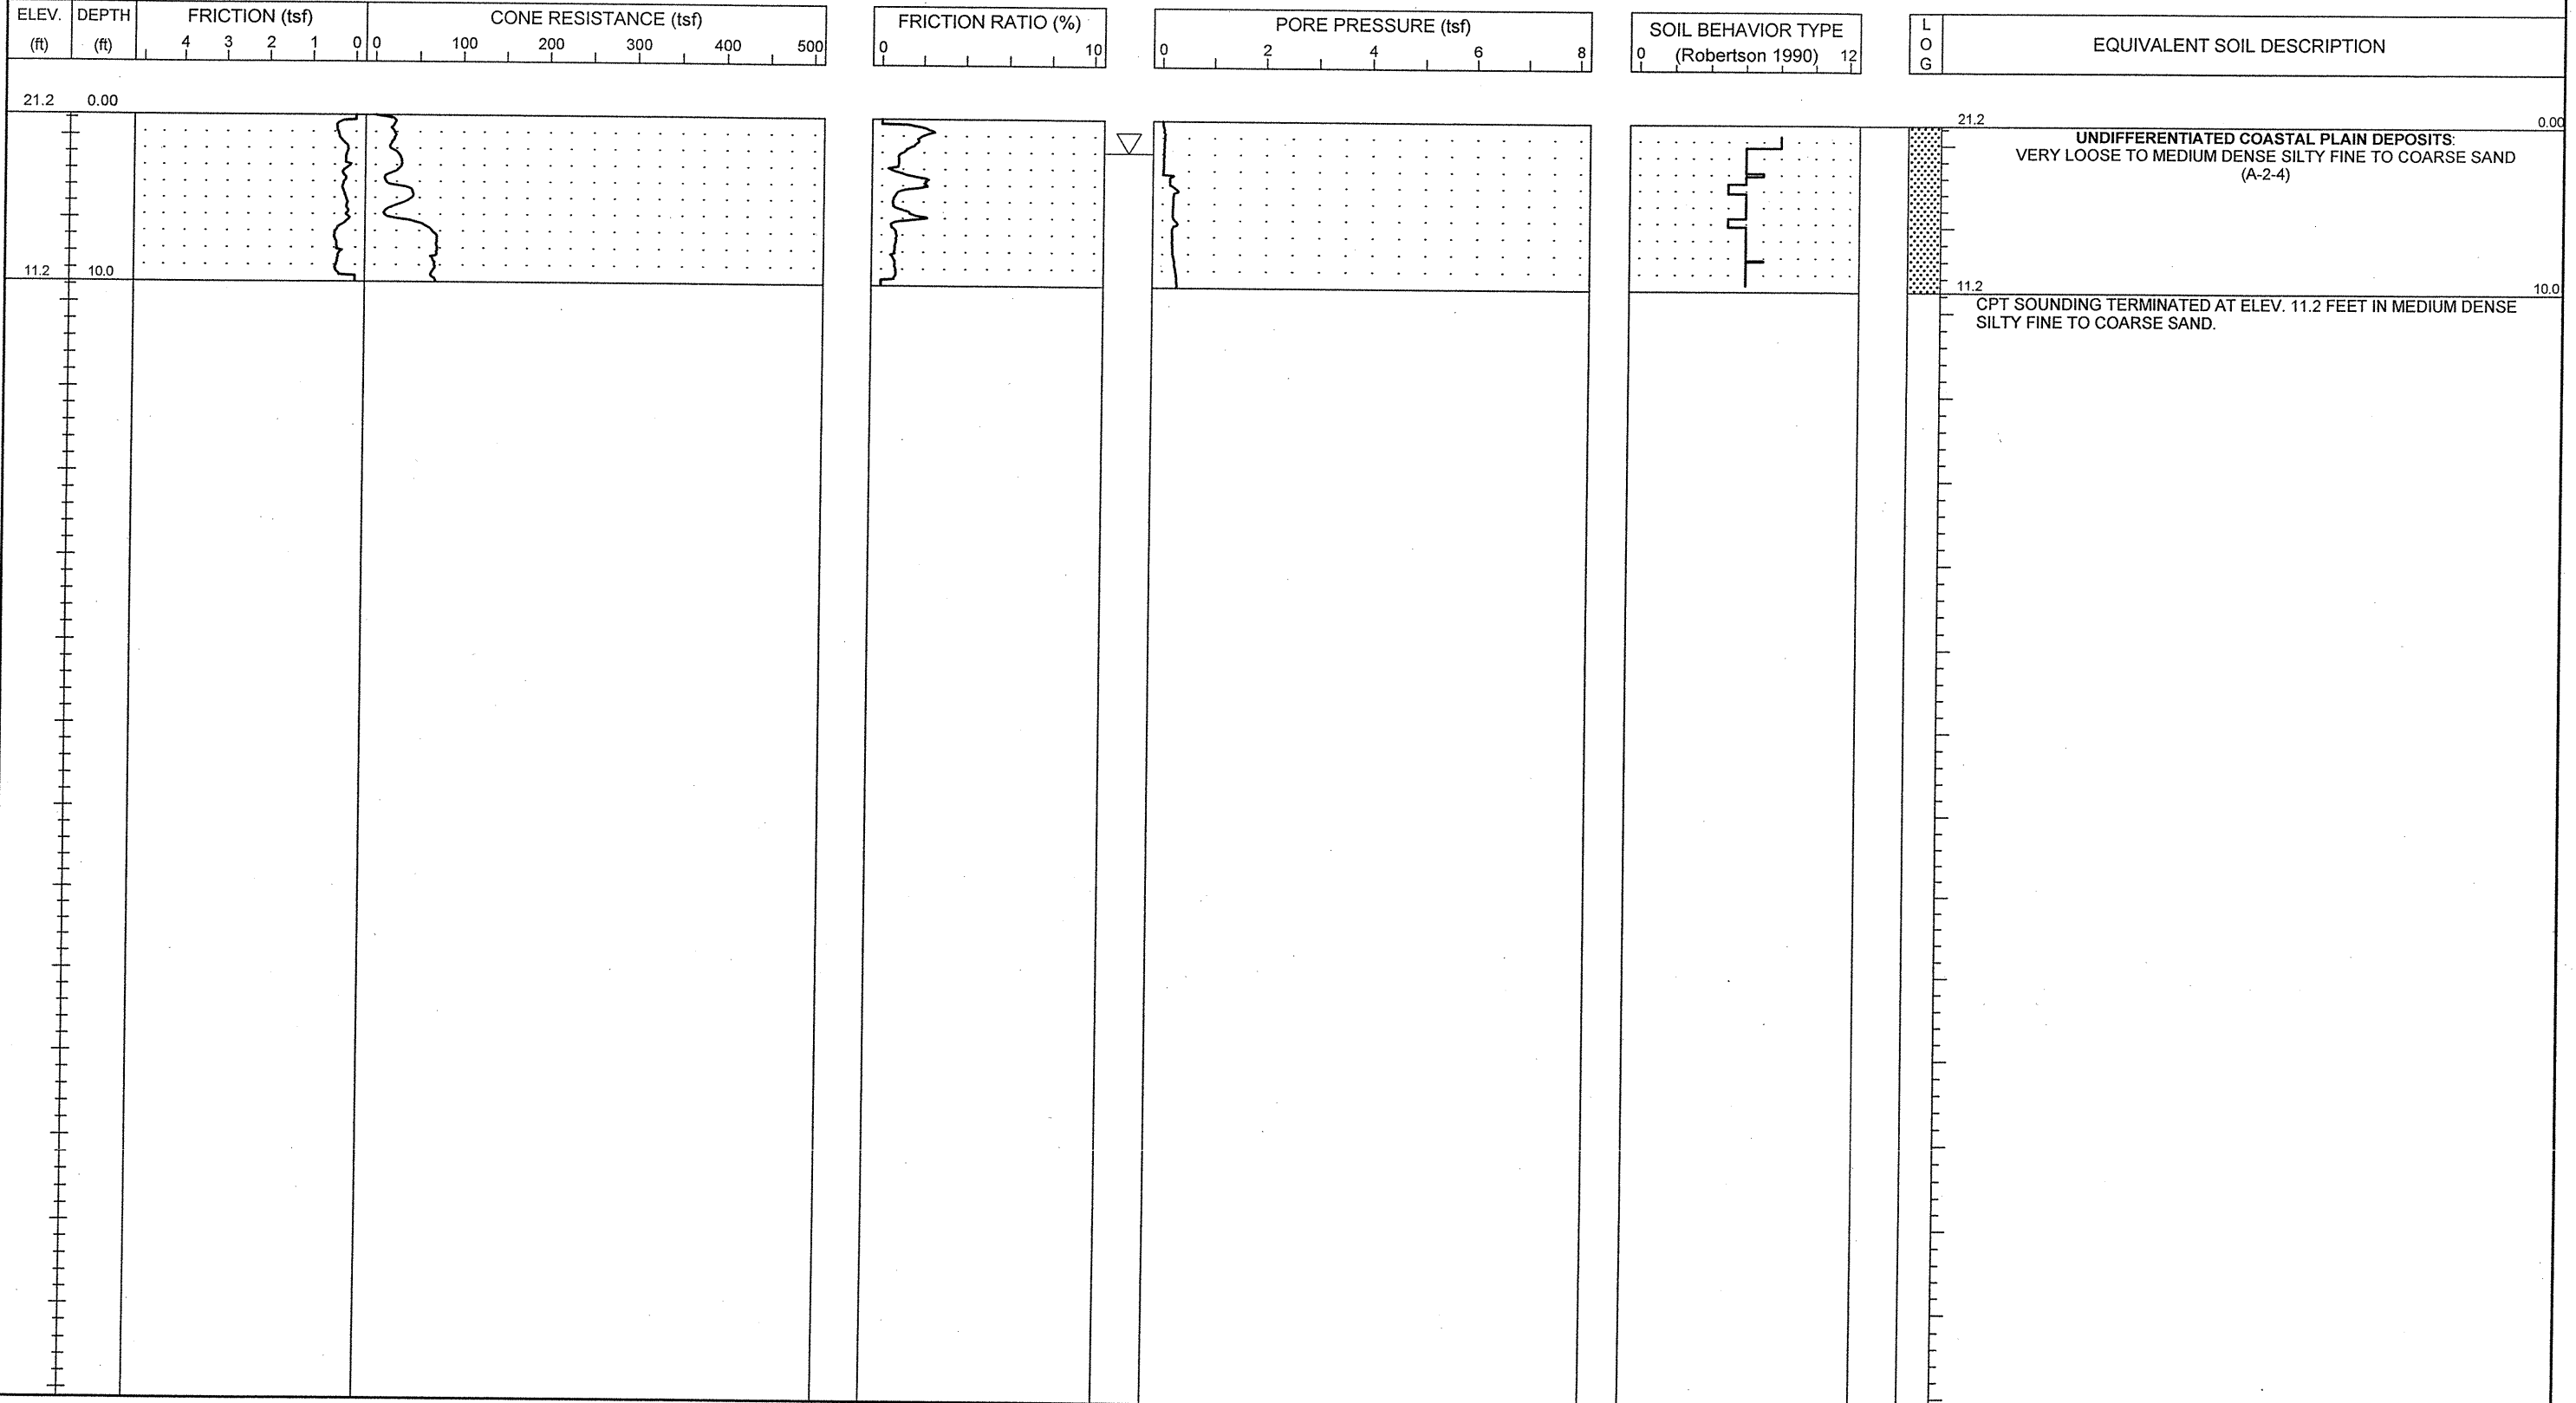 ELEV. DEPTH FRICTION (tsf) CONE RESISTANCE (tsf) FRICTION RATIO (%) PORE PRESSURE (tsf) SOIL BEHAVIOR TYPE L O G EQUIVALENT SOIL DESCRIPTION
(ft) (ft) 4 3 2 1 0 0 100 200 300 400 500 0 10 0 2 4 6 8 0 (Robertson 1990) 12
21.2 0.00 21.2 0.00
UNDIFFERENTIATED COASTAL PLAIN DEPOSITS:
VERY LOOSE TO MEDIUM DENSE SILTY FINE TO COARSE SAND
(A-2-4)
11.2 10.0 11.2 10.0
CPT SOUNDING TERMINATED AT ELEV. 11.2 FEET IN MEDIUM DENSE
SILTY FINE TO COARSE SAND.